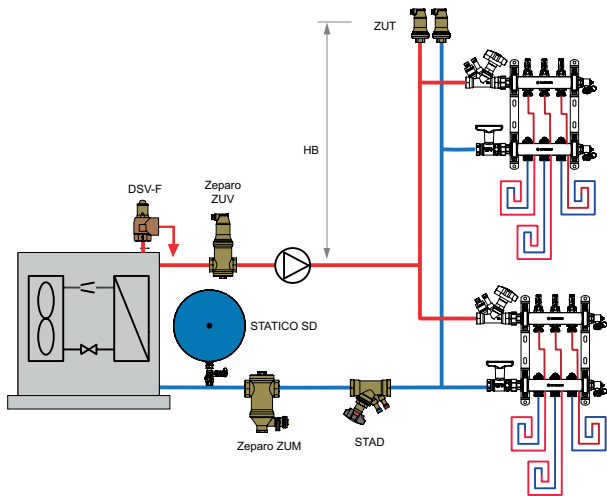 ZUT
HB
DSV-F
Zeparo
ZUV
STATICO SD
Zeparo ZUM
STAD